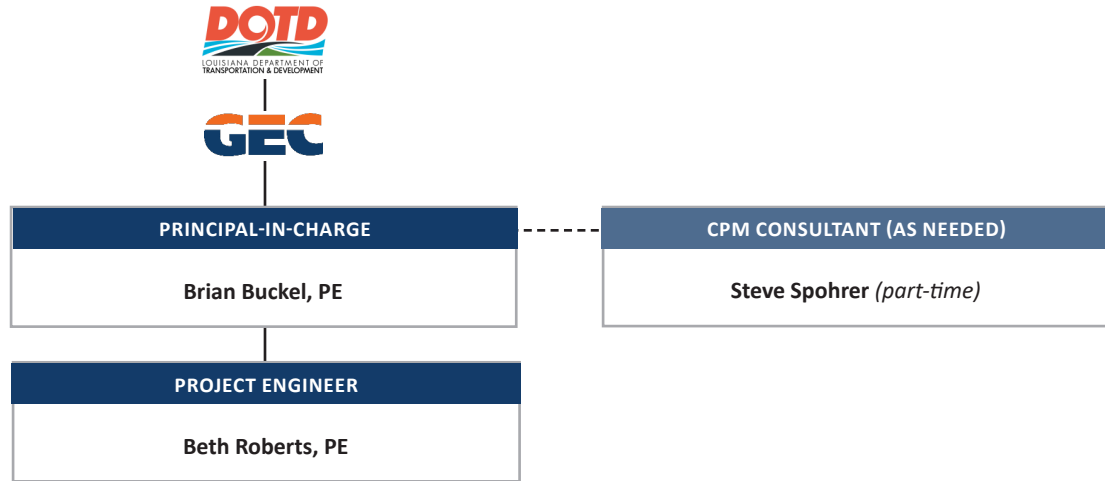 DOTD
LOUISIANA DEPARTMENT OF
TRANSPORTATION & DEVELOPMENT
GEC
PRINCIPAL-IN-CHARGE
Brian Buckel, PE
CPM CONSULTANT (AS NEEDED)
Steve Spohrer (part-time)
PROJECT ENGINEER
Beth Roberts, PE